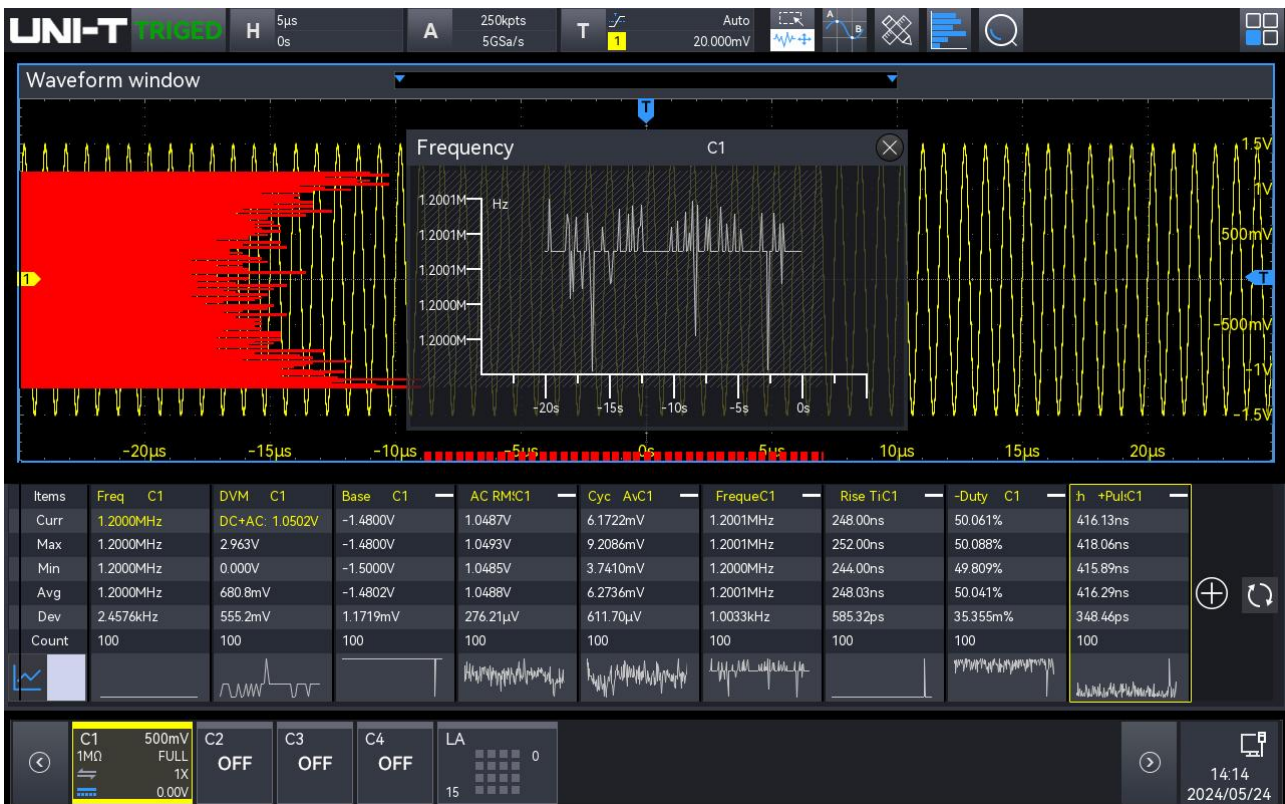 UNI-T TRIGED H 5µs 0s A 250kpts 5GSa/s T 1 Auto 20.000mV A B
Waveform window
T
Frequency C1
1.5V
1V
500mV
-500mV
-1V
-1.5V
1
T
Hz
1.2001M
1.2001M
1.2001M
1.2000M
1.2000M
-20s -15s -10s -5s 0s
-20µs -15µs -10µs -5µs 0s 5µs 10µs 15µs 20µs
Items Freq C1 DVM C1 Base C1 AC RM:C1 Cyc AvC1 FrequeC1 Rise TiC1 -Duty C1 :h +Pul:C1
Curr 1.2000MHz DC+AC: 1.0502V -1.4800V 1.0487V 6.1722mV 1.2001MHz 248.00ns 50.061% 416.13ns
Max 1.2000MHz 2.963V -1.4800V 1.0493V 9.2086mV 1.2001MHz 252.00ns 50.088% 418.06ns
Min 1.2000MHz 0.000V -1.5000V 1.0485V 3.7410mV 1.2000MHz 244.00ns 49.809% 415.89ns
Avg 1.2000MHz 680.8mV -1.4802V 1.0488V 6.2736mV 1.2001MHz 248.03ns 50.041% 416.29ns
Dev 2.4576kHz 555.2mV 1.1719mV 276.21µV 611.70µV 1.0033kHz 585.32ps 35.355m% 348.46ps
Count 100 100 100 100 100 100 100 100 100
C1 500mV
1MΩ FULL
1X
0.00V
C2
OFF
C3
OFF
C4
OFF
LA
0
15
14:14
2024/05/24